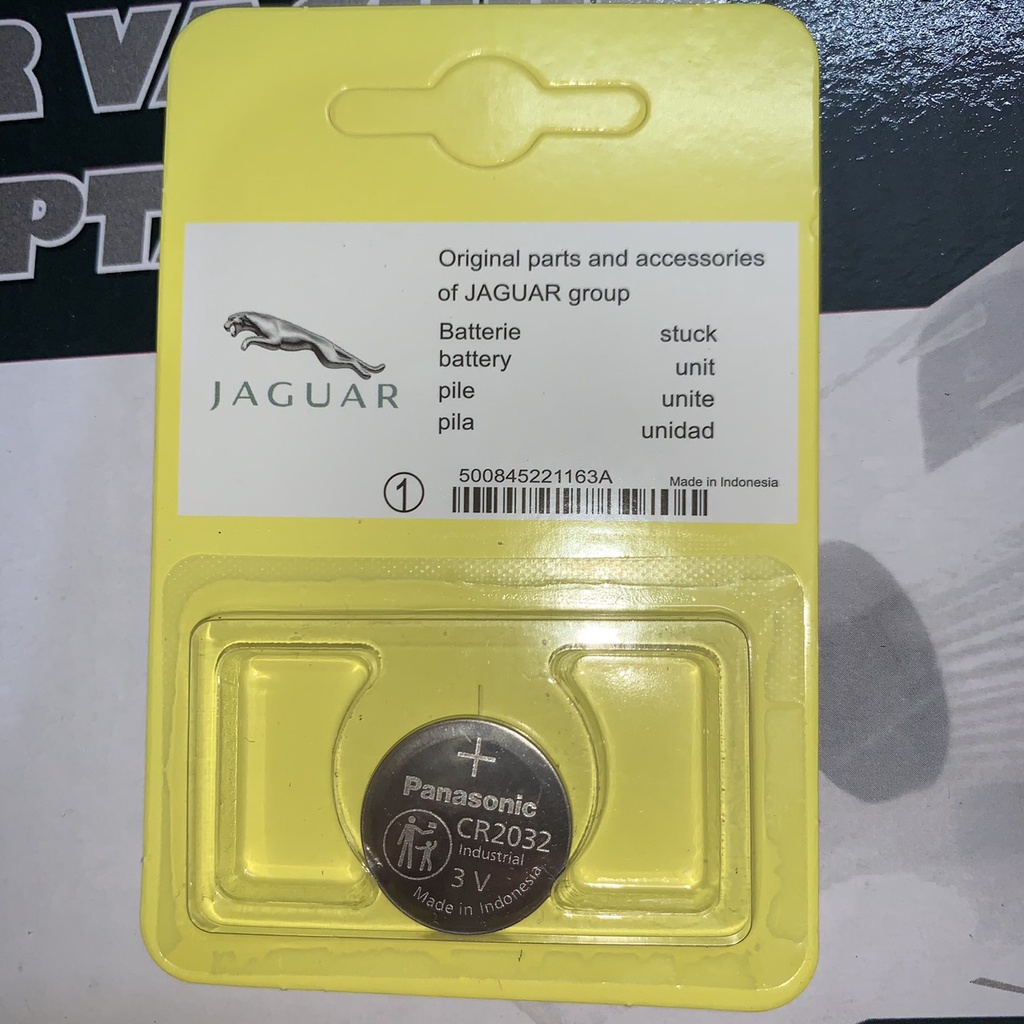 JAGUAR
Original parts and accessories
of JAGUAR group
Batterie stuck
battery unit
pile unite
pila unidad
1
500845221163A
Made in Indonesia
+
Panasonic
CR2032
Industrial
3 V
Made in Indonesia